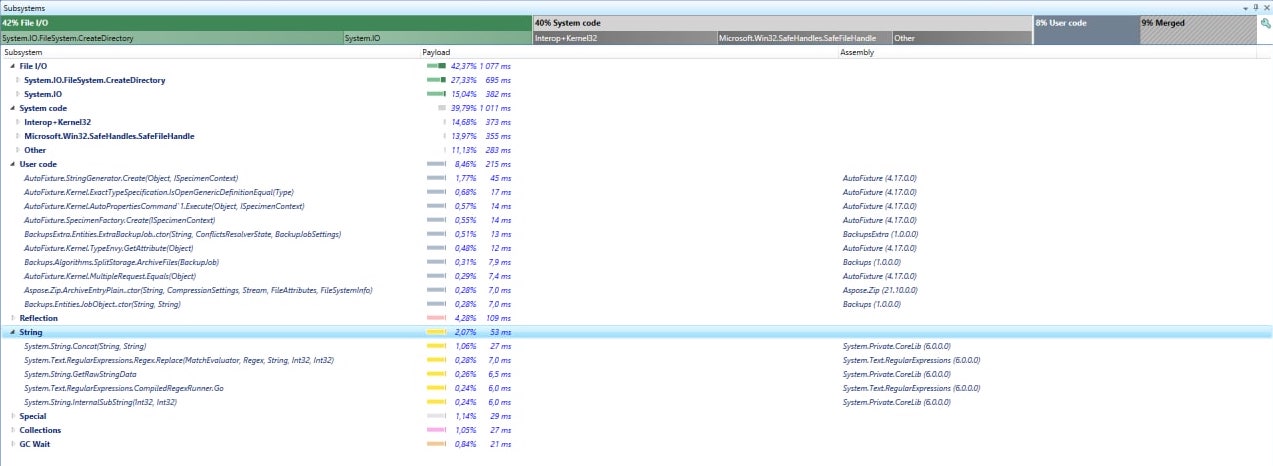 Subsystems
42% File I/O 40% System code 8% User code 9% Merged
System.IO.FileSystem.CreateDirectory System.IO Interop+Kernel32 Microsoft.Win32.SafeHandles.SafeFileHandle Other
Subsystem Payload Assembly
File I/O 42,37% 1 077 ms
System.IO.FileSystem.CreateDirectory 27,33% 695 ms
System.IO 15,04% 382 ms
System code 39,79% 1 011 ms
Interop+Kernel32 14,68% 373 ms
Microsoft.Win32.SafeHandles.SafeFileHandle 13,97% 355 ms
Other 11,13% 283 ms
User code 8,46% 215 ms
AutoFixture.StringGenerator.Create(Object, ISpecimenContext) 1,77% 45 ms AutoFixture (4.17.0.0)
AutoFixture.Kernel.ExactTypeSpecification.IsOpenGenericDefinitionEqual(Type) 0,68% 17 ms AutoFixture (4.17.0.0)
AutoFixture.Kernel.AutoPropertiesCommand`1.Execute(Object, ISpecimenContext) 0,57% 14 ms AutoFixture (4.17.0.0)
AutoFixture.SpecimenFactory.Create(ISpecimenContext) 0,55% 14 ms AutoFixture (4.17.0.0)
BackupsExtra.Entities.ExtraBackupJob..ctor(String, ConflictsResolverState, BackupJobSettings) 0,51% 13 ms BackupsExtra (1.0.0.0)
AutoFixture.Kernel.TypeEnvy.GetAttribute(Object) 0,48% 12 ms AutoFixture (4.17.0.0)
Backups.Algorithms.SplitStorage.ArchiveFiles(BackupJob) 0,31% 7,9 ms Backups (1.0.0.0)
AutoFixture.Kernel.MultipleRequest.Equals(Object) 0,29% 7,4 ms AutoFixture (4.17.0.0)
Aspose.Zip.ArchiveEntryPlain..ctor(String, CompressionSettings, Stream, FileAttributes, FileSystemInfo) 0,28% 7,0 ms Aspose.Zip (21.10.0.0)
Backups.Entities.JobObject..ctor(String, String) 0,28% 7,0 ms Backups (1.0.0.0)
Reflection 4,28% 109 ms
String 2,07% 53 ms
System.String.Concat(String, String) 1,06% 27 ms System.Private.CoreLib (6.0.0.0)
System.Text.RegularExpressions.Regex.Replace(MatchEvaluator, Regex, String, Int32, Int32) 0,28% 7,0 ms System.Text.RegularExpressions (6.0.0.0)
System.String.GetRawStringData 0,26% 6,5 ms System.Private.CoreLib (6.0.0.0)
System.Text.RegularExpressions.CompiledRegexRunner.Go 0,24% 6,0 ms System.Text.RegularExpressions (6.0.0.0)
System.String.InternalSubString(Int32, Int32) 0,24% 6,0 ms System.Private.CoreLib (6.0.0.0)
Special 1,14% 29 ms
Collections 1,05% 27 ms
GC Wait 0,84% 21 ms